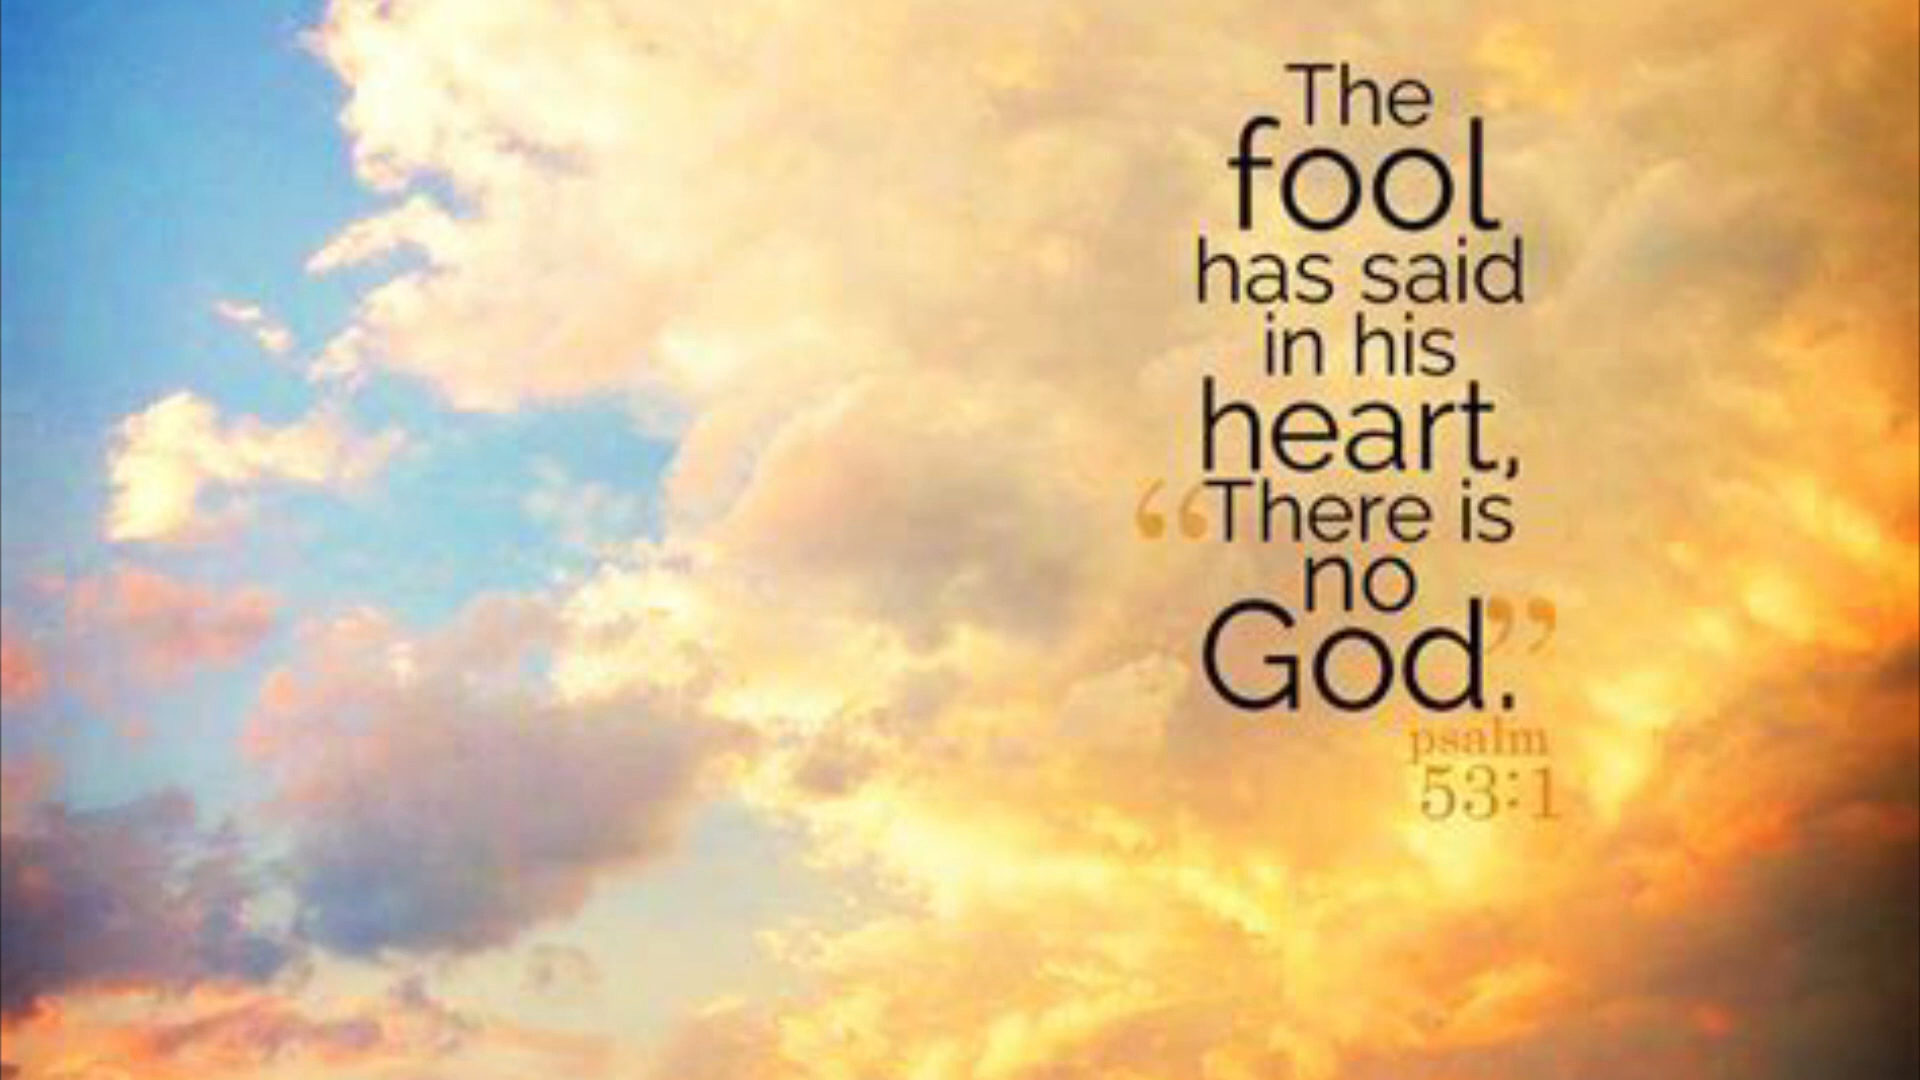 The
fool
has said
in his
heart,
“There is
no
God.”
psalm
53:1